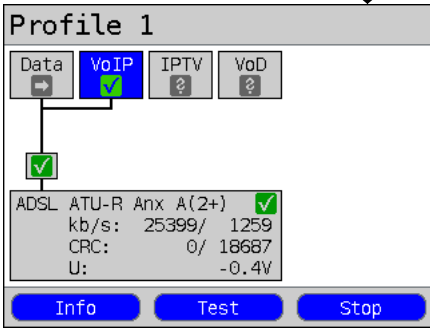 Profile 1
Data VoIP IPTV VoD
ADSL ATU-R Anx A(2+)
kb/s: 25399/ 1259
CRC: 0/ 18687
U: -0.4V
Info Test Stop